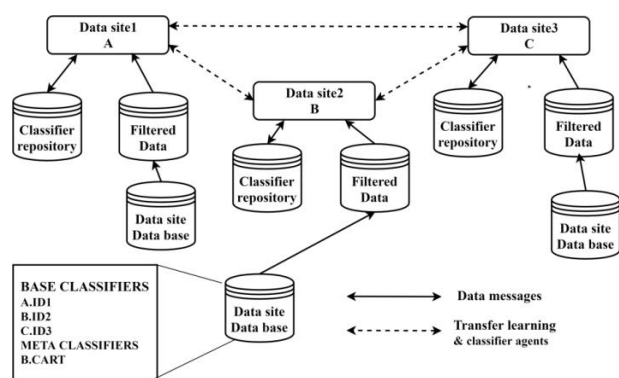 Data site1
A
Data site3
C
Data site2
B
Classifier
repository
Filtered
Data
Classifier
repository
Filtered
Data
Classifier
repository
Filtered
Data
Data site
Data base
Data site
Data base
BASE CLASSIFIERS
A.ID1
B.ID2
C.ID3
META CLASSIFIERS
B.CART
Data site
Data base
Data messages
Transfer learning
& classifier agents